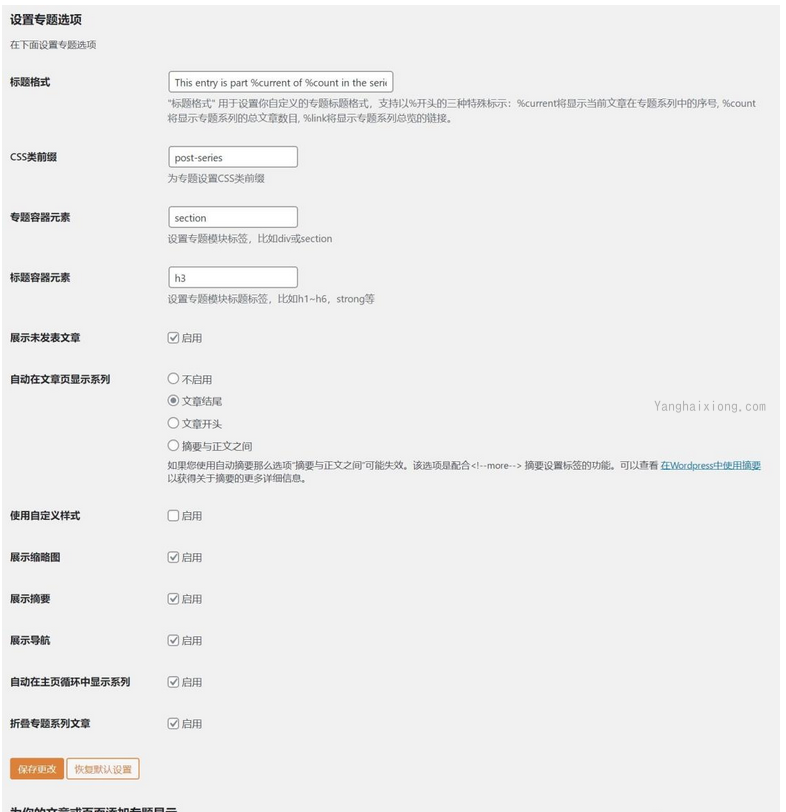 设置专题选项
在下面设置专题选项
标题格式
This entry is part %current of %count in the seri
"标题格式" 用于设置你自定义的专题标题格式，支持以%开头的三种特殊标示：%current将显示当前文章在专题系列中的序号, %count
将显示专题系列的总文章数目, %link将显示专题系列总览的链接。
CSS类前缀
post-series
为专题设置CSS类前缀
专题容器元素
section
设置专题模块标签，比如div或section
标题容器元素
h3
设置专题模块标题标签，比如h1~h6，strong等
展示未发表文章
启用
自动在文章页显示系列
不启用
文章结尾
Yanghaixiong.com
文章开头
摘要与正文之间
如果您使用自动摘要那么选项“摘要与正文之间”可能失效。该选项是配合<!--more--> 摘要设置标签的功能。可以查看 在Wordpress中使用摘要
以获得关于摘要的更多详细信息。
使用自定义样式
启用
展示缩略图
启用
展示摘要
启用
展示导航
启用
自动在主页循环中显示系列
启用
折叠专题系列文章
启用
保存更改
恢复默认设置
为你的文章或页面添加专题显示